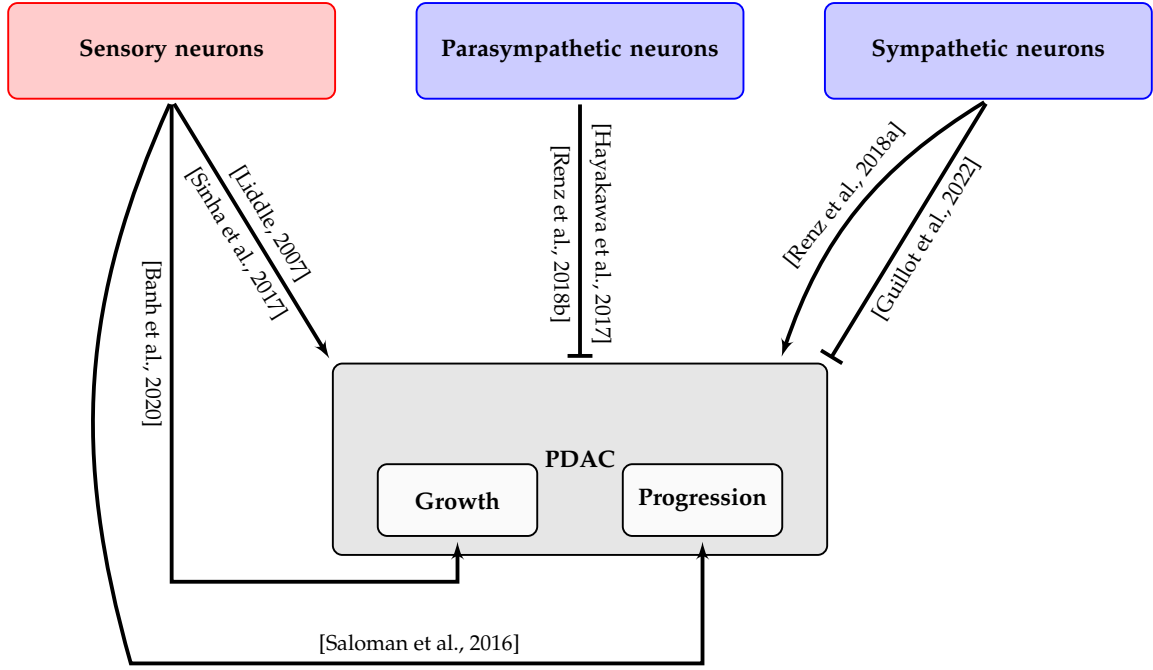 Sensory neurons
Parasympathetic neurons
Sympathetic neurons
[Liddle, 2007]
[Sinha et al., 2017]
[Banh et al., 2020]
[Hayakawa et al., 2017]
[Renz et al., 2018b]
[Renz et al., 2018a]
[Guillot et al., 2022]
PDAC
Growth
Progression
[Saloman et al., 2016]